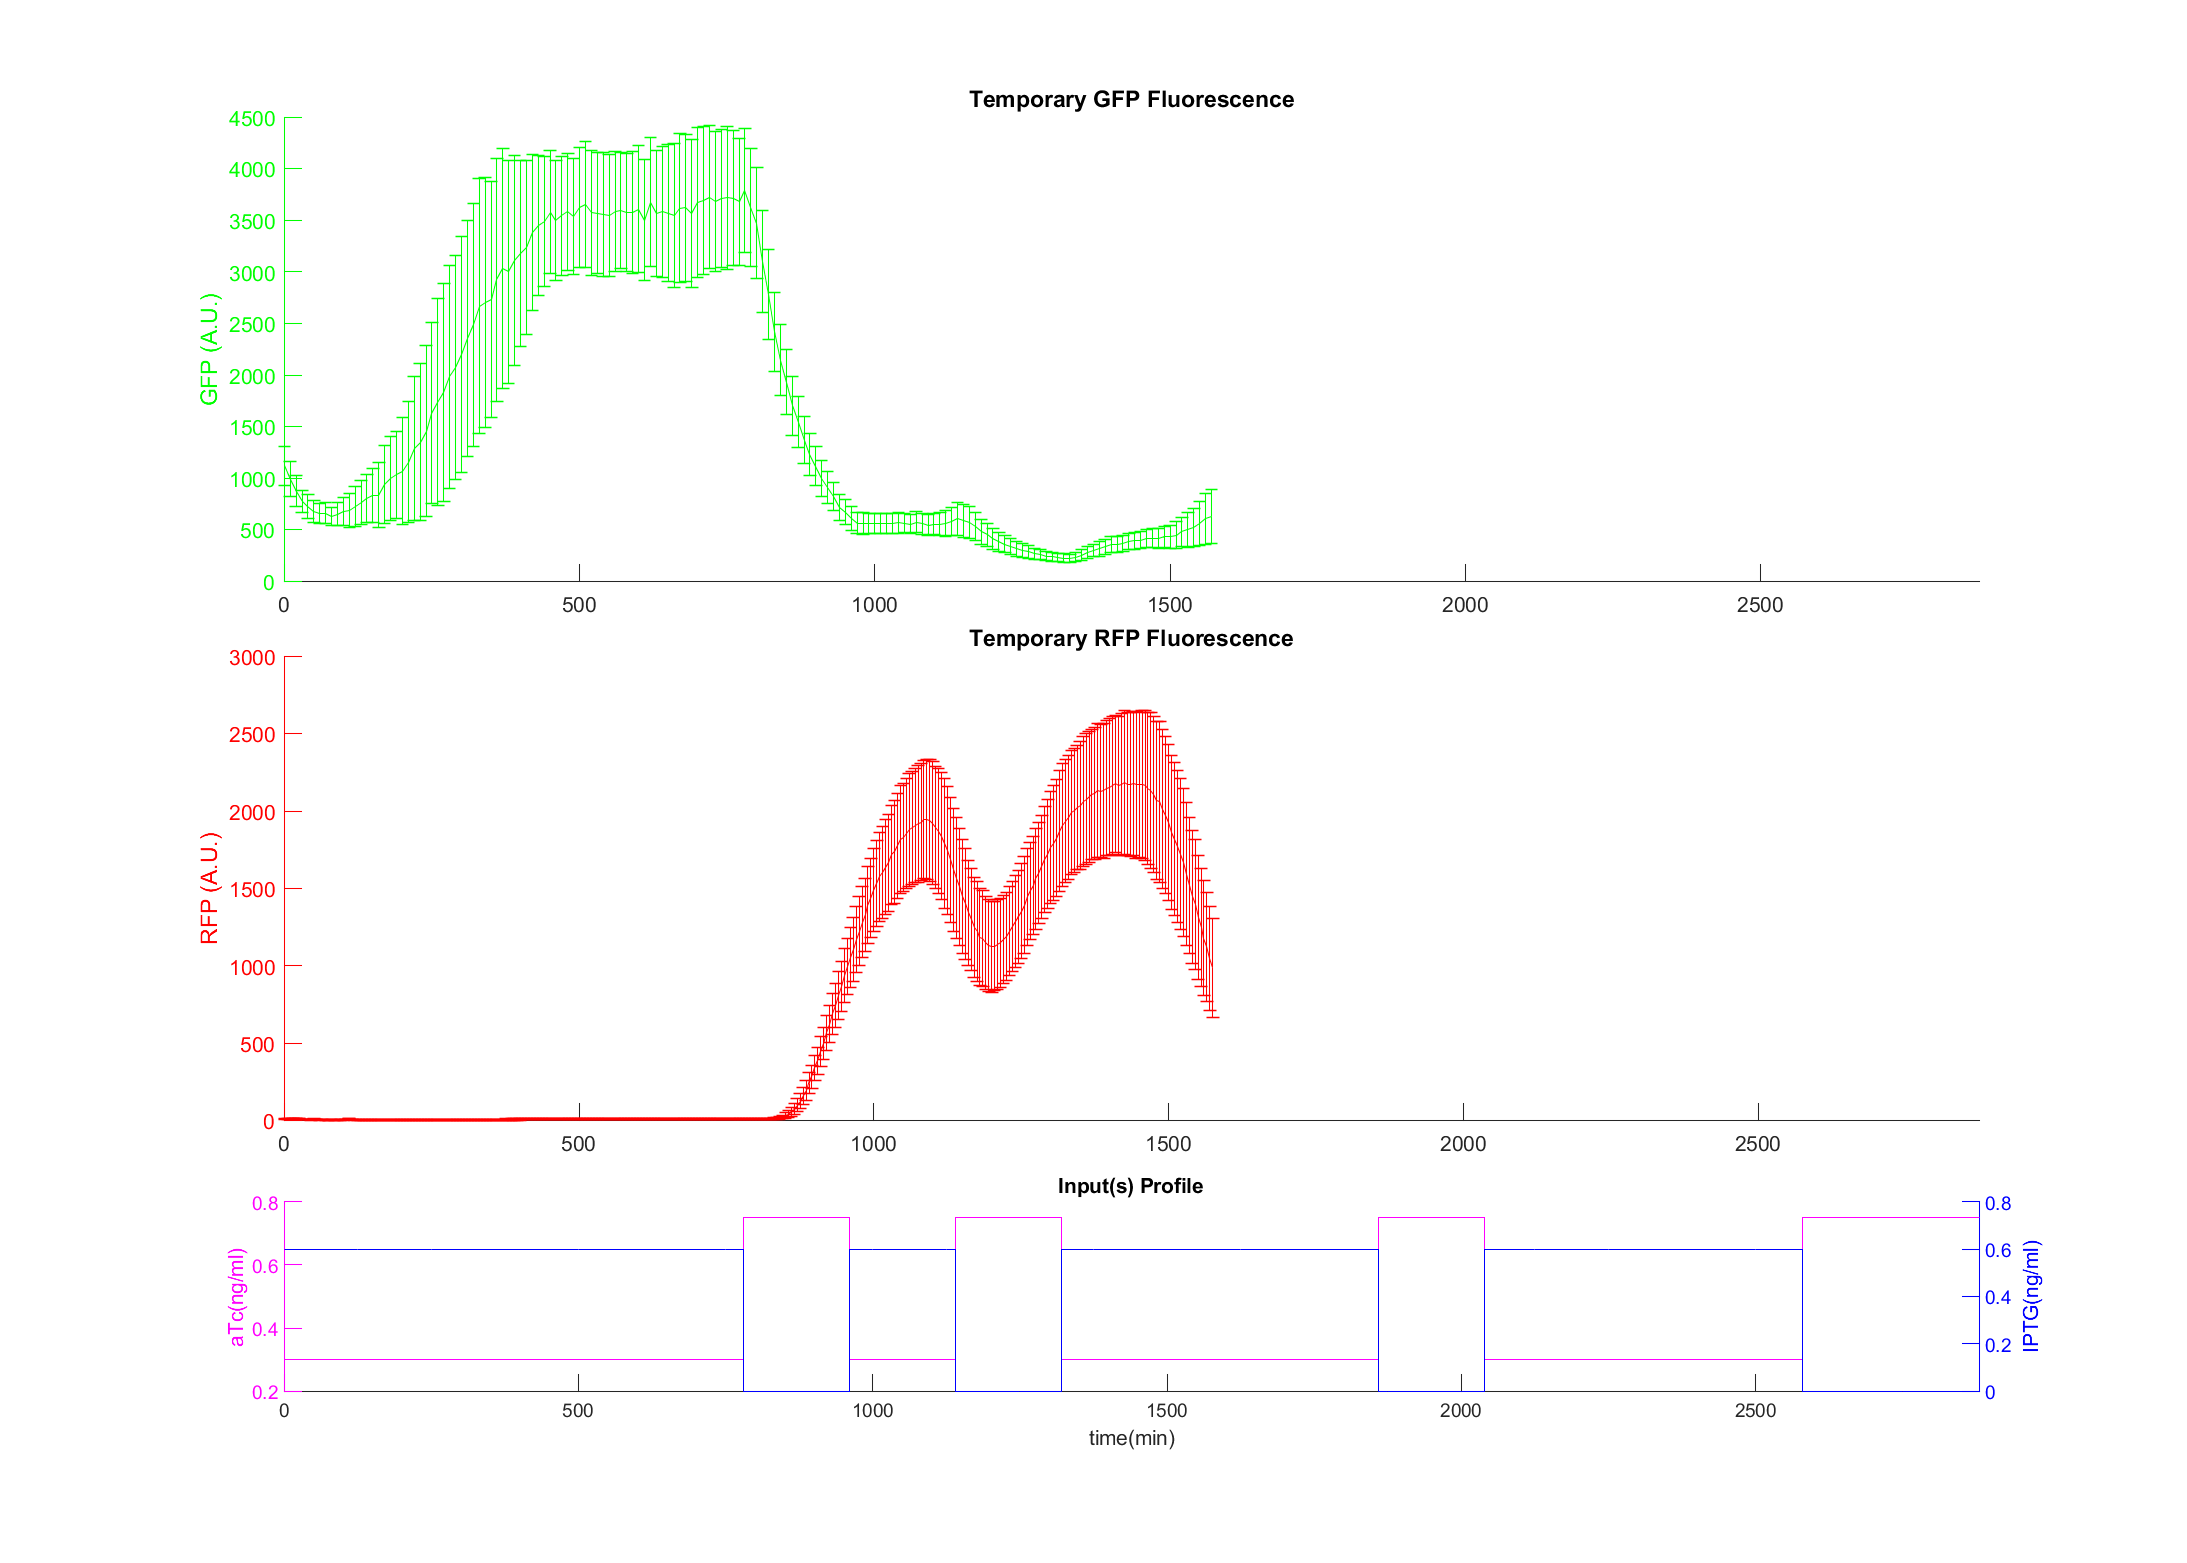 Temporary GFP Fluorescence
4500
4000
3500
3000
2500
2000
1500
1000
500
0
GFP (A.U.)
0 500 1000 1500 2000 2500
Temporary RFP Fluorescence
3000
2500
2000
1500
1000
500
0
RFP (A.U.)
0 500 1000 1500 2000 2500
Input(s) Profile
0.8
0.6
0.4
0.2
aTc(ng/ml)
0.8
0.6
0.4
0.2
0
IPTG(ng/ml)
0 500 1000 1500 2000 2500
time(min)